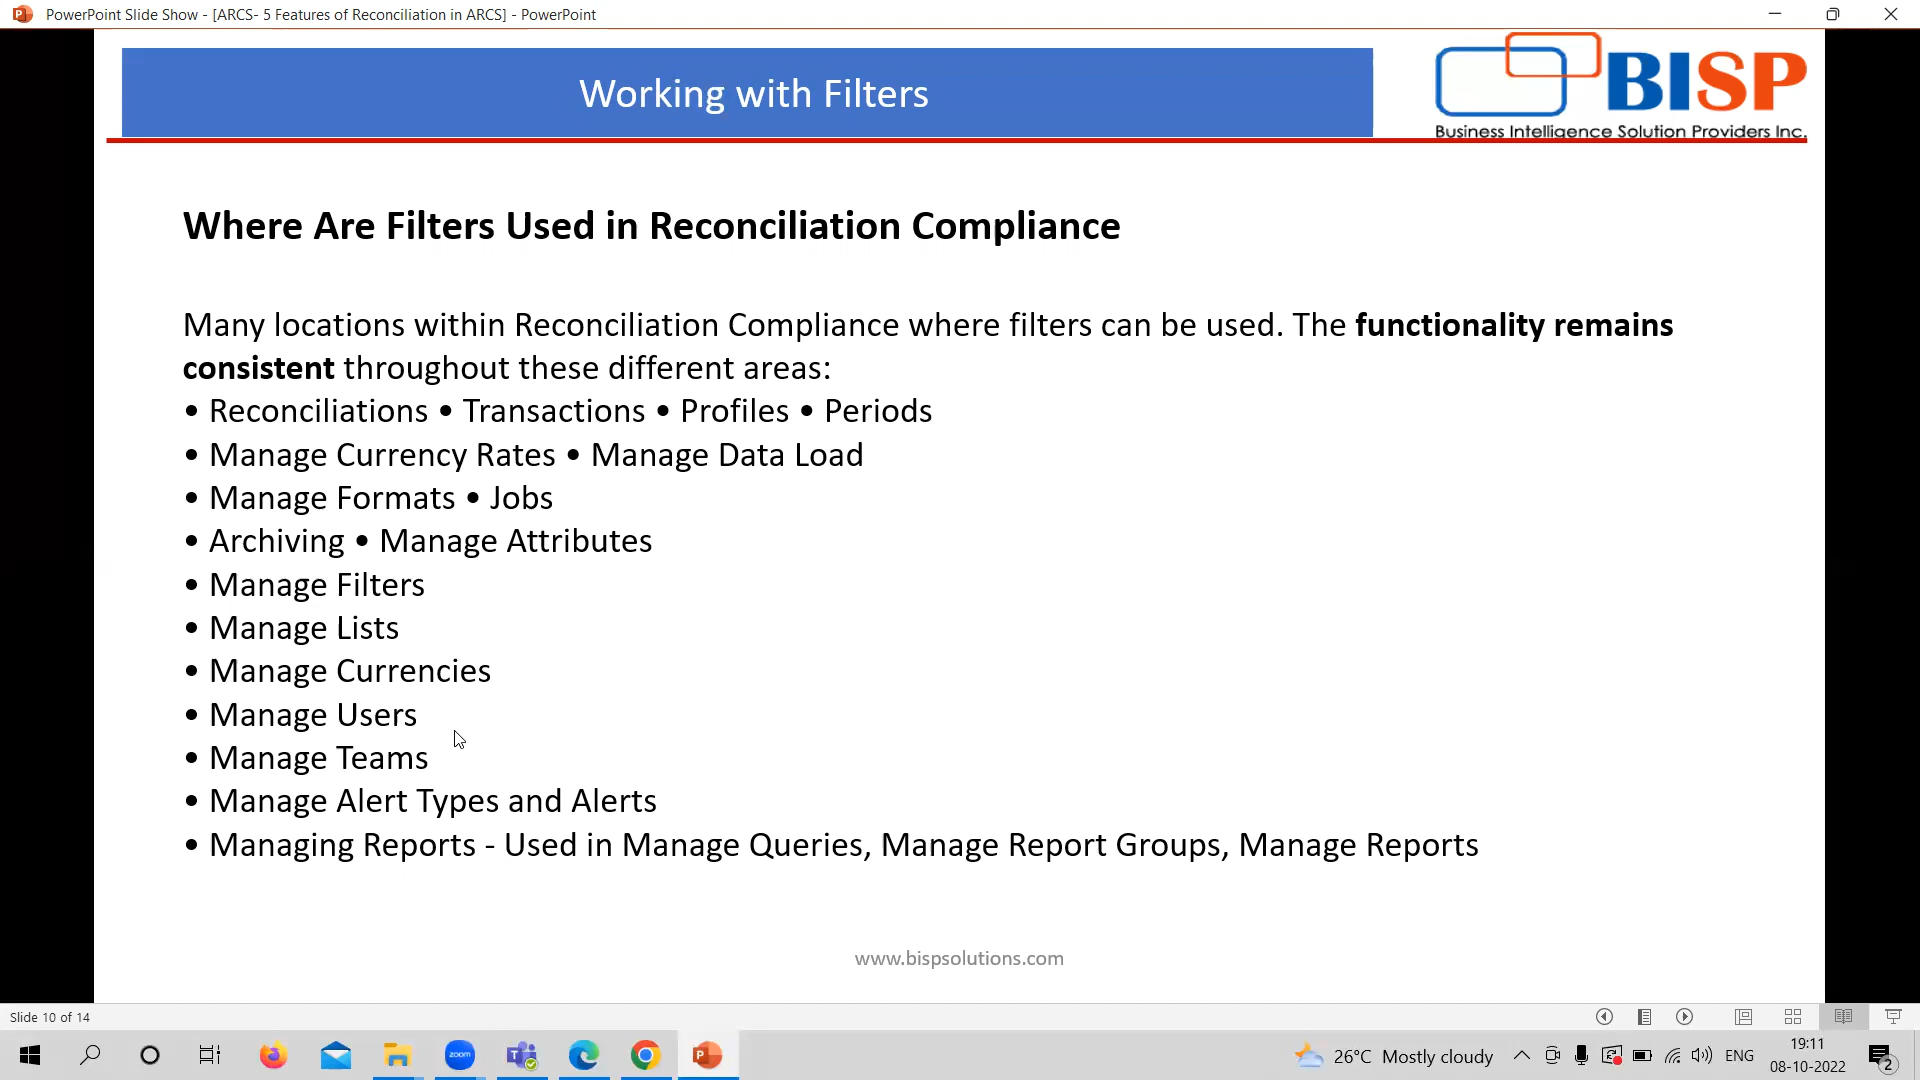 PowerPoint Slide Show - [ARCS- 5 Features of Reconciliation in ARCS] - PowerPoint
Working with Filters
BISP
Business Intelligence Solution Providers Inc.
Where Are Filters Used in Reconciliation Compliance
Many locations within Reconciliation Compliance where filters can be used. The functionality remains
consistent throughout these different areas:
• Reconciliations • Transactions • Profiles • Periods
• Manage Currency Rates • Manage Data Load
• Manage Formats • Jobs
• Archiving • Manage Attributes
• Manage Filters
• Manage Lists
• Manage Currencies
• Manage Users
• Manage Teams
• Manage Alert Types and Alerts
• Managing Reports - Used in Manage Queries, Manage Report Groups, Manage Reports
www.bispsolutions.com
Slide 10 of 14
zoom
26°C Mostly cloudy
ENG
19:11
08-10-2022
2